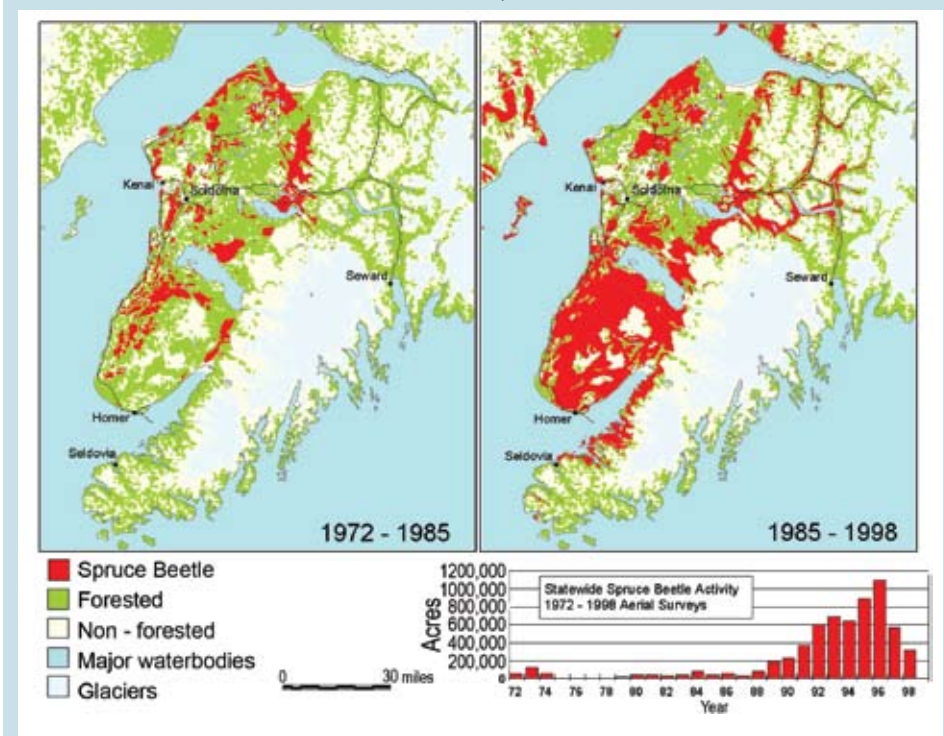 Kenai
Soldotna
Seward
Homer
Seldovia
1972 - 1985
Kenai
Soldotna
Seward
Homer
Seldovia
1985 - 1998
Spruce Beetle
Forested
Non - forested
Major waterbodies
Glaciers
0 30 miles
Acres
1200,000
1000,000
800,000
600,000
400,000
200,000
Statewide Spruce Beetle Activity
1972 - 1998 Aerial Surveys
72 74 76 78 80 82 84 86 88 90 92 94 96 98
Year